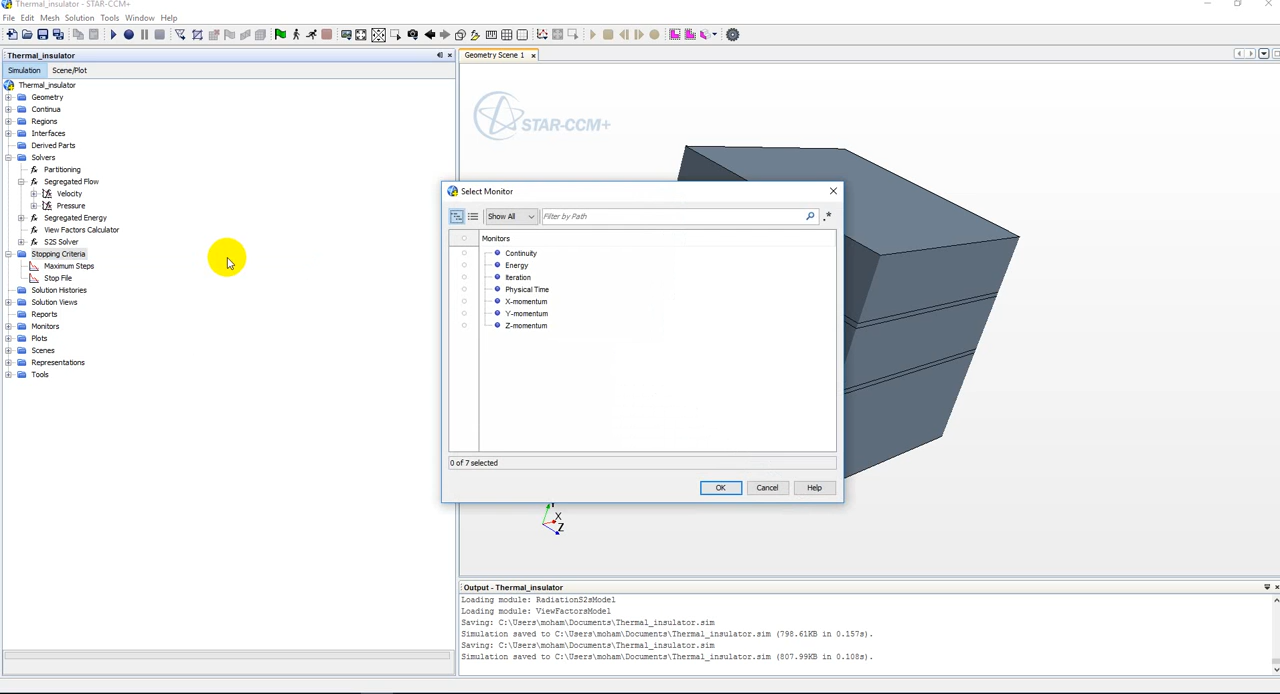 Thermal_insulator - STAR-CCM+
File Edit Mesh Solution Tools Window Help
Thermal_insulator
Simulation Scene/Plot
Thermal_insulator
Geometry
Continua
Regions
Interfaces
Derived Parts
Solvers
Partitioning
Segregated Flow
Velocity
Pressure
Segregated Energy
View Factors Calculator
S2S Solver
Stopping Criteria
Maximum Steps
Stop File
Solution Histories
Solution Views
Reports
Monitors
Plots
Scenes
Representations
Tools
Geometry Scene 1
STAR-CCM+
Select Monitor
Show All Filter by Path .*
Monitors
Continuity
Energy
Iteration
Physical Time
X-momentum
Y-momentum
Z-momentum
0 of 7 selected
OK Cancel Help
Y
X
Z
Output - Thermal_insulator
Loading module: RadiationS2sModel
Loading module: ViewFactorsModel
Saving: C:\Users\moham\Documents\Thermal_insulator.sim
Simulation saved to C:\Users\moham\Documents\Thermal_insulator.sim (798.61KB in 0.157s).
Saving: C:\Users\moham\Documents\Thermal_insulator.sim
Simulation saved to C:\Users\moham\Documents\Thermal_insulator.sim (807.99KB in 0.108s).